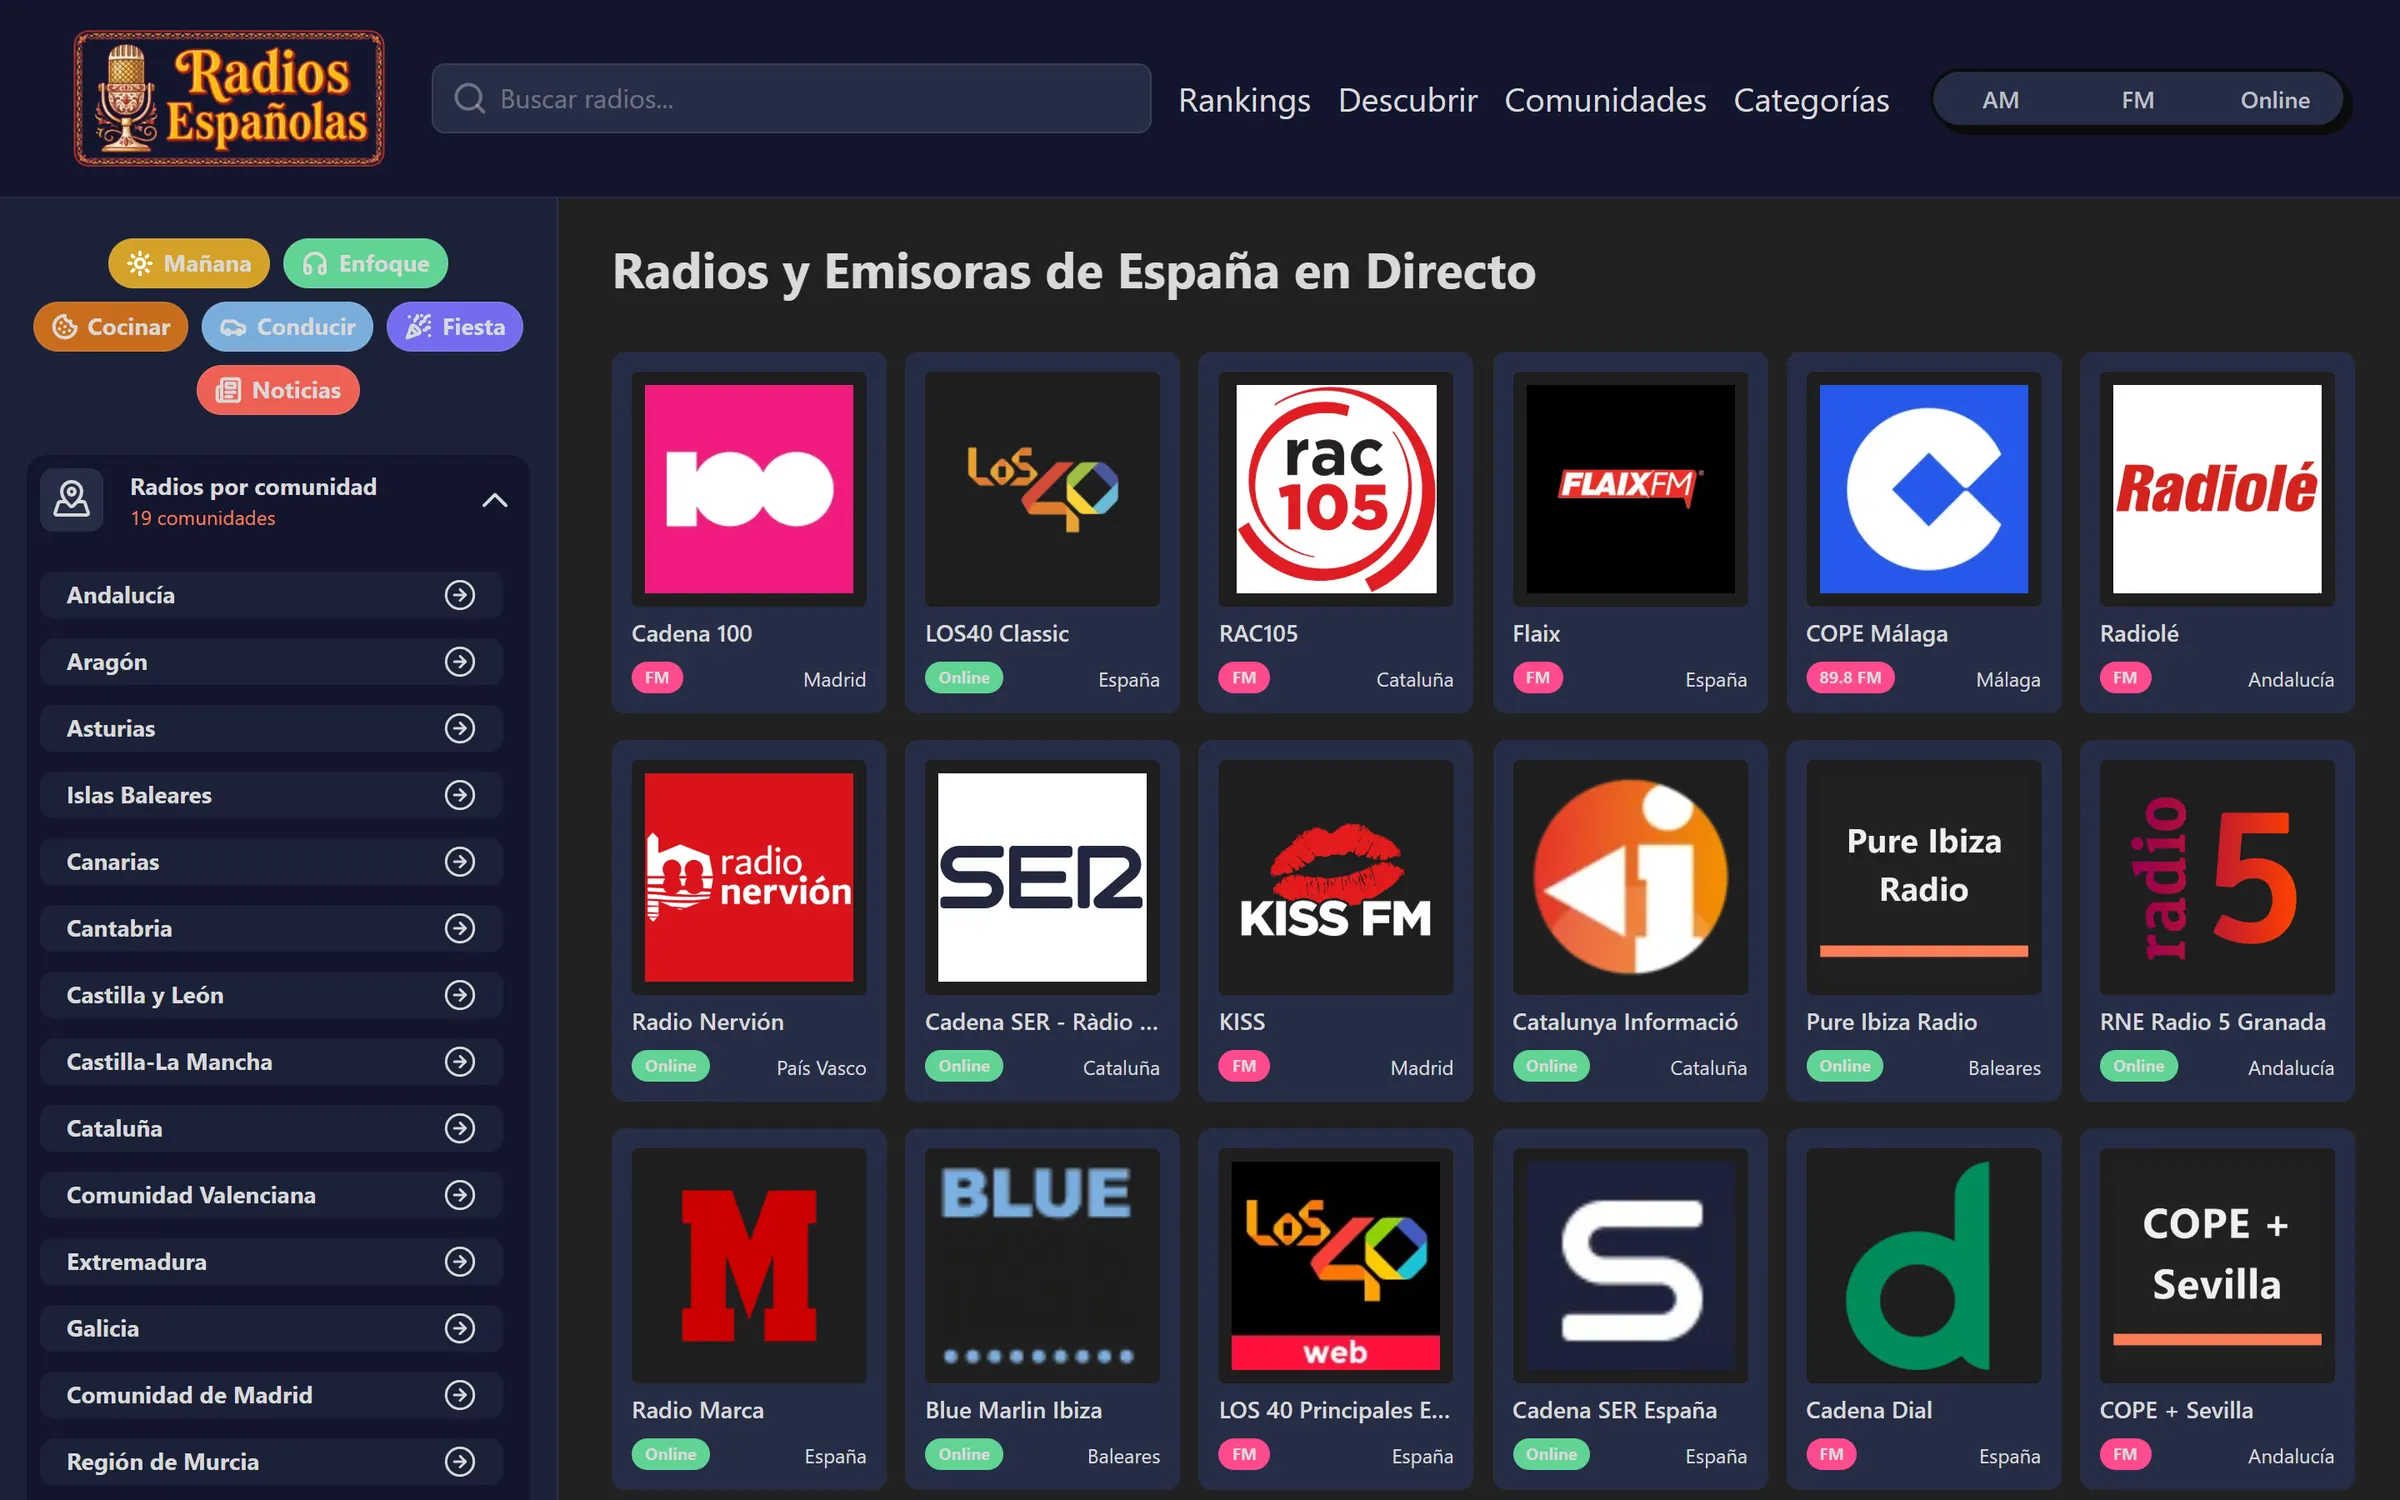 Radios
Españolas
Buscar radios...
Rankings
Descubrir
Comunidades
Categorías
AM
FM
Online
Mañana
Enfoque
Cocinar
Conducir
Fiesta
Noticias
Radios por comunidad
19 comunidades
Andalucía
Aragón
Asturias
Islas Baleares
Canarias
Cantabria
Castilla y León
Castilla-La Mancha
Cataluña
Comunidad Valenciana
Extremadura
Galicia
Comunidad de Madrid
Región de Murcia
Radios y Emisoras de España en Directo
100
Cadena 100
FM
Madrid
LOS40
LOS40 Classic
Online
España
rac
105
RAC105
FM
Cataluña
FLAIXFM
Flaix
FM
España
COPE Málaga
89.8 FM
Málaga
Radiolé
Radiolé
FM
Andalucía
radio
nervión
Radio Nervión
Online
País Vasco
SER
Cadena SER - Ràdio ...
Online
Cataluña
KISS FM
KISS
FM
Madrid
Catalunya Informació
Online
Cataluña
Pure Ibiza
Radio
Pure Ibiza Radio
Online
Baleares
radio 5
RNE Radio 5 Granada
Online
Andalucía
M
Radio Marca
Online
España
BLUE
Blue Marlin Ibiza
Online
Baleares
LOS40
web
LOS 40 Principales E...
FM
España
S
Cadena SER España
Online
España
d
Cadena Dial
FM
España
COPE +
Sevilla
COPE + Sevilla
FM
Andalucía